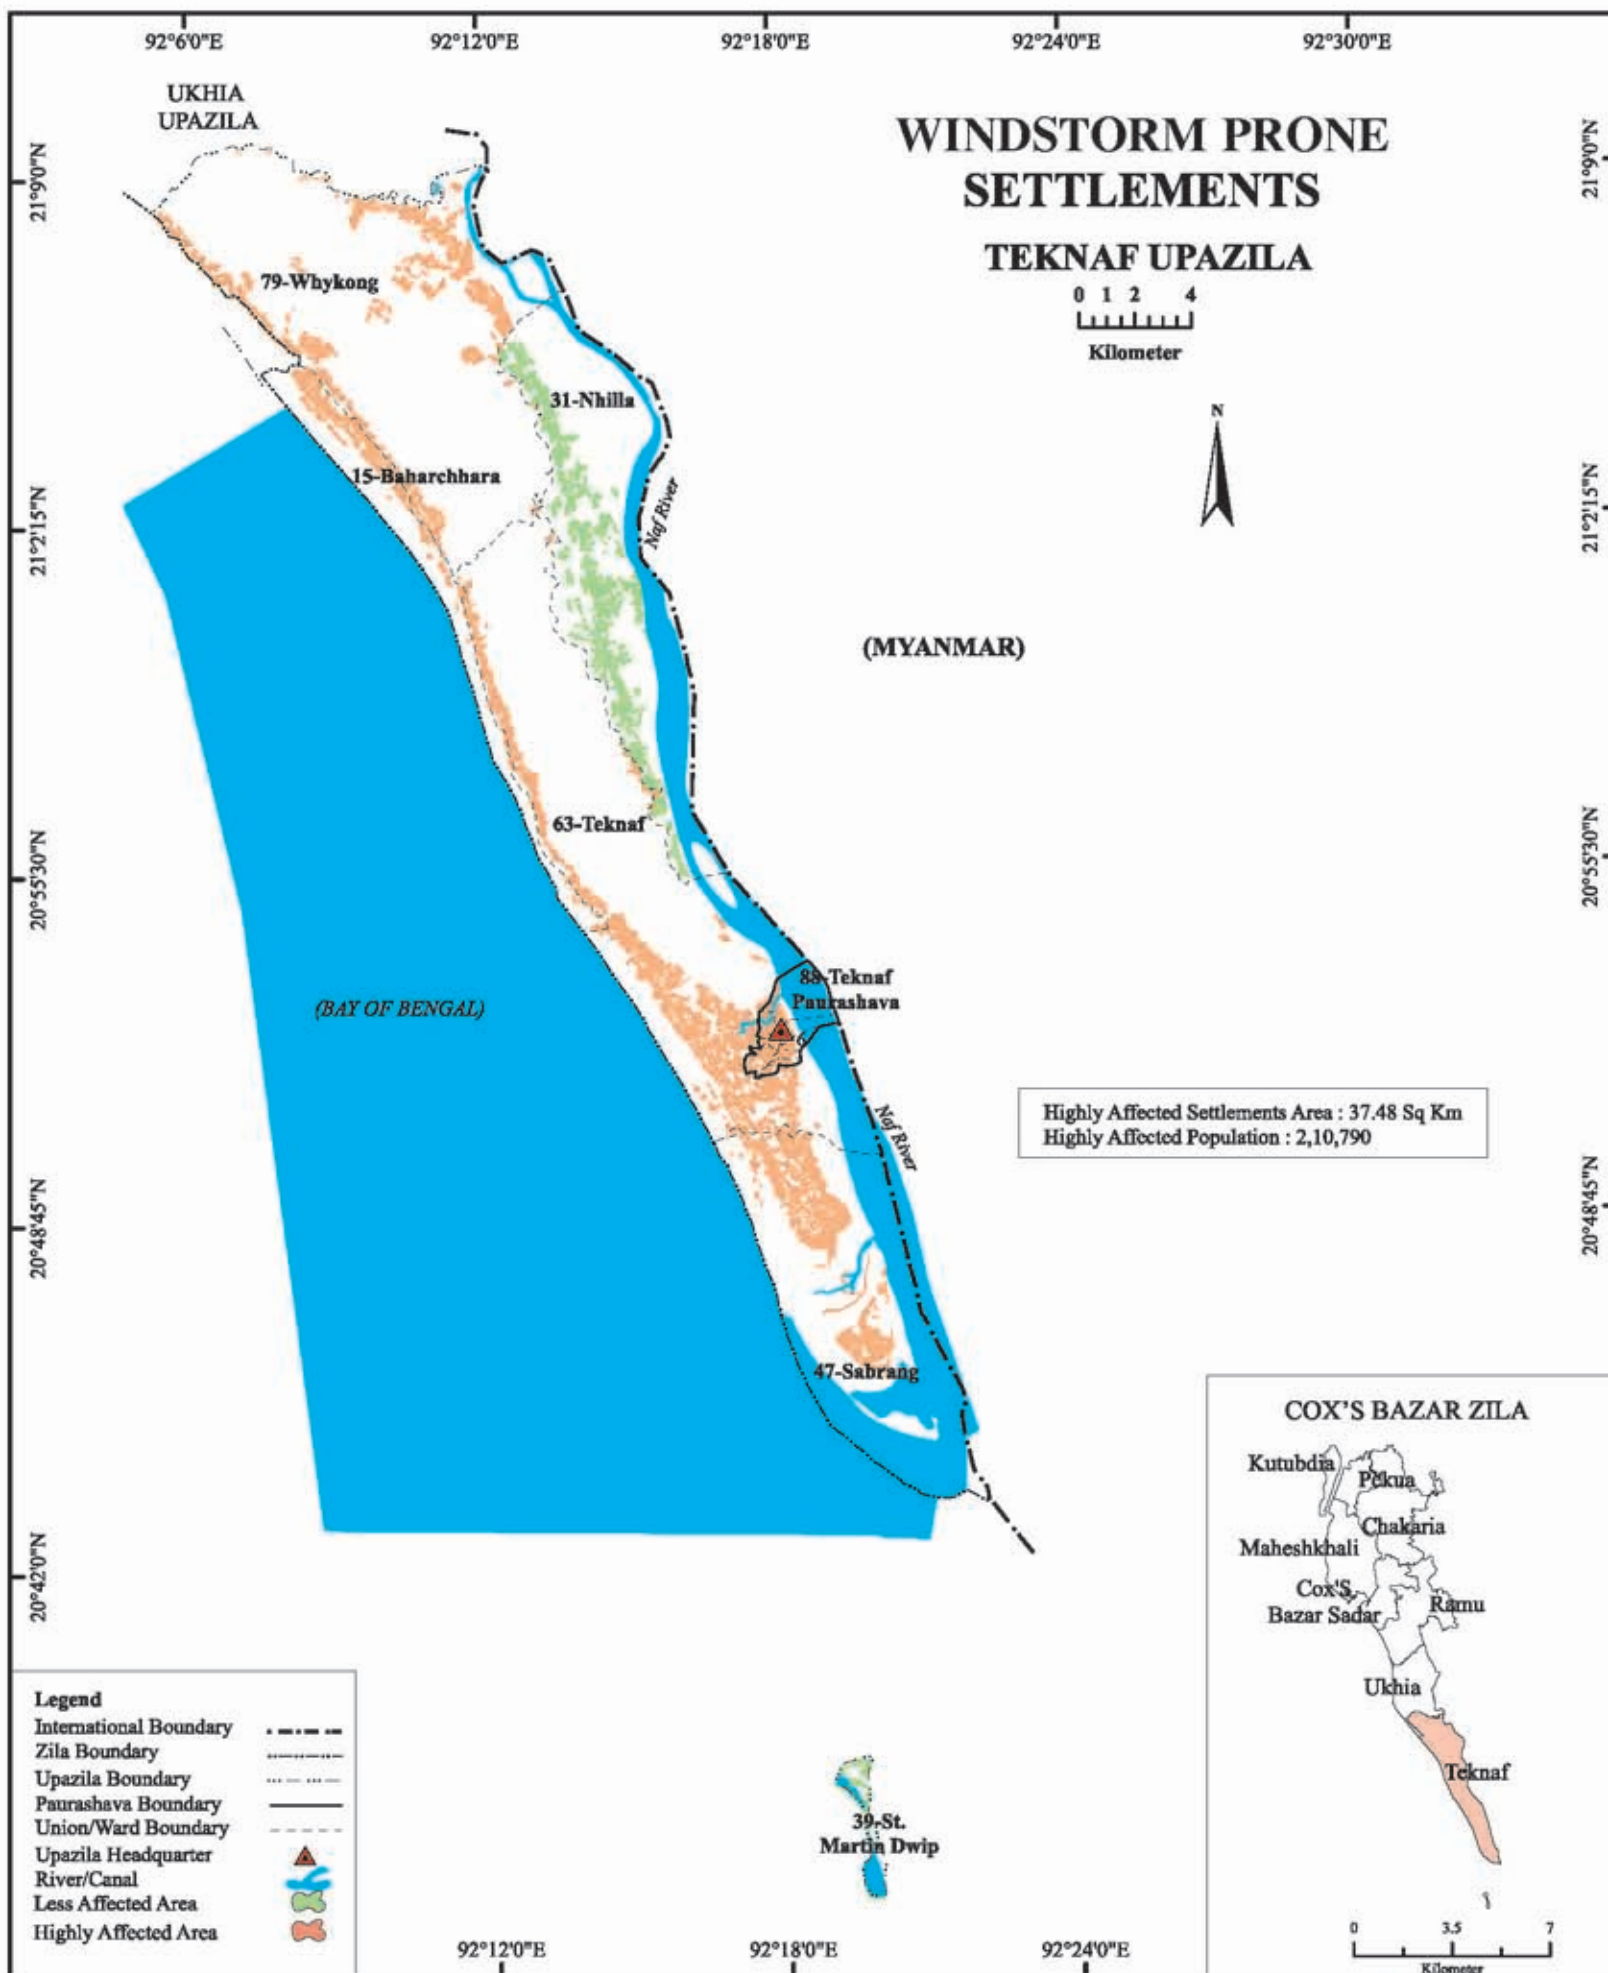 92°6'0"E
92°12'0"E
92°18'0"E
92°24'0"E
92°30'0"E
UKHIA
UPAZILA
WINDSTORM PRONE
SETTLEMENTS
TEKNAF UPAZILA
0 1 2 4
Kilometer
21°9'0"N
21°9'0"N
79-Whykong
31-Nhilla
N
15-Baharchhara
Naf River
21°2'15"N
21°2'15"N
(MYANMAR)
63-Teknaf
20°55'30"N
20°55'30"N
88-Teknaf
Paurashava
(BAY OF BENGAL)
Naf River
Highly Affected Settlements Area : 37.48 Sq Km
Highly Affected Population : 2,10,790
20°48'45"N
20°48'45"N
47-Sabrang
20°42'0"N
COX'S BAZAR ZILA
Kutubdia
Pekua
Chakaria
Maheshkhali
Cox'S
Bazar Sadar
Ramu
Ukhia
Teknaf
0 3.5 7
Kilometer
Legend
International Boundary
Zila Boundary
Upazila Boundary
Paurashava Boundary
Union/Ward Boundary
Upazila Headquarter
River/Canal
Less Affected Area
Highly Affected Area
39-St.
Martin Dwip
92°12'0"E
92°18'0"E
92°24'0"E